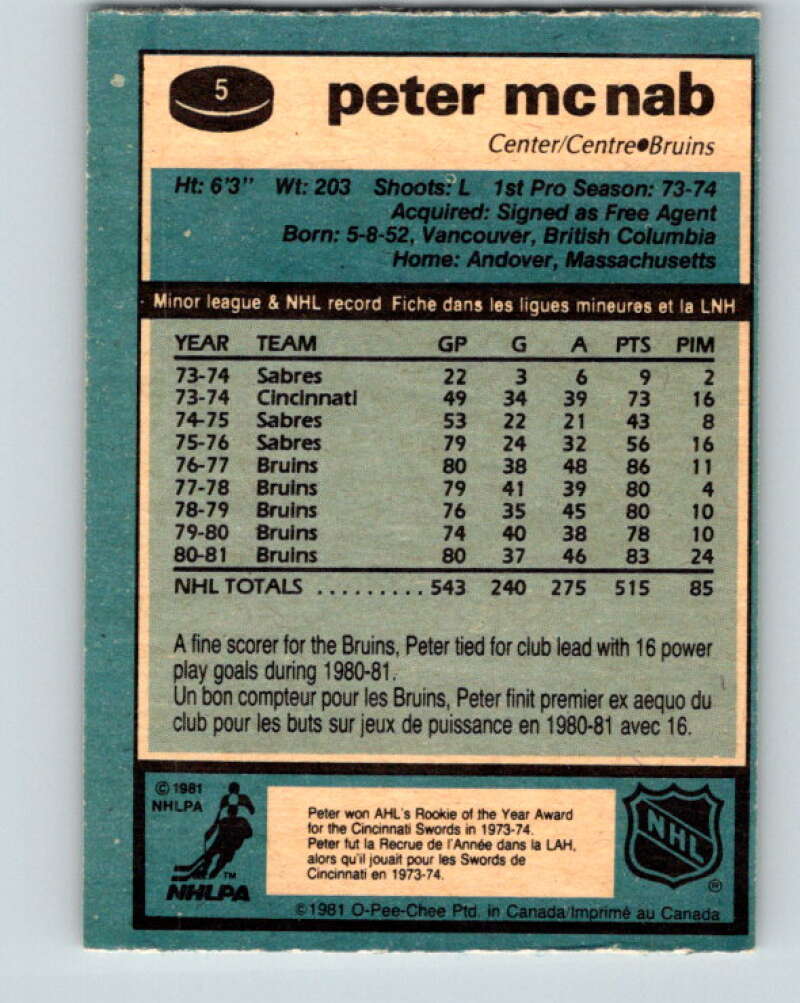 5
peter mc nab
Center/Centre•Bruins
Ht: 6'3" Wt: 203 Shoots: L 1st Pro Season: 73-74
Acquired: Signed as Free Agent
Born: 5-8-52, Vancouver, British Columbia
Home: Andover, Massachusetts
Minor league & NHL record Fiche dans les ligues mineures et la LNH
YEAR TEAM GP G A PTS PIM
73-74 Sabres 22 3 6 9 2
73-74 Cincinnati 49 34 39 73 16
74-75 Sabres 53 22 21 43 8
75-76 Sabres 79 24 32 56 16
76-77 Bruins 80 38 48 86 11
77-78 Bruins 79 41 39 80 4
78-79 Bruins 76 35 45 80 10
79-80 Bruins 74 40 38 78 10
80-81 Bruins 80 37 46 83 24
NHL TOTALS ......... 543 240 275 515 85
A fine scorer for the Bruins, Peter tied for club lead with 16 power
play goals during 1980-81.
Un bon compteur pour les Bruins, Peter finit premier ex aequo du
club pour les buts sur jeux de puissance en 1980-81 avec 16.
© 1981
NHLPA
TM
NHLPA
Peter won AHL's Rookie of the Year Award
for the Cincinnati Swords in 1973-74.
Peter fut la Recrue de l'Année dans la LAH,
alors qu'il jouait pour les Swords de
Cincinnati en 1973-74.
NHL
®
©1981 O-Pee-Chee Ptd. in Canada/Imprimé au Canada